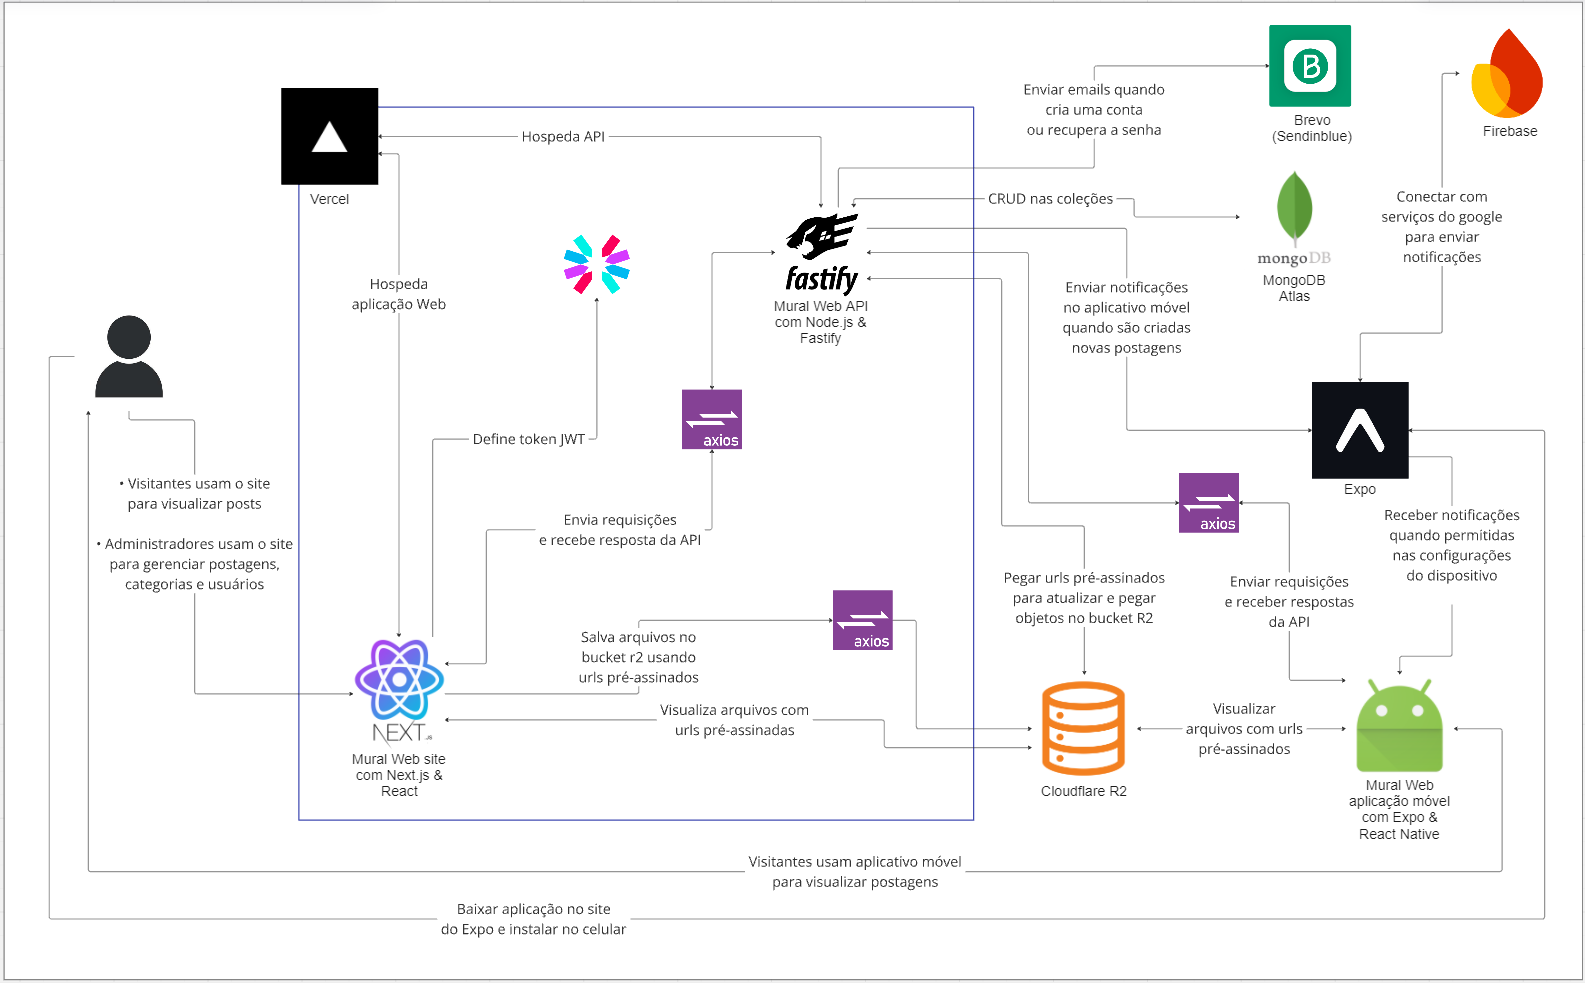 Vercel
Hospeda API
Enviar emails quando
cria uma conta
ou recupera a senha
B
Brevo
(Sendinblue)
Firebase
CRUD nas coleções
mongoDB
MongoDB
Atlas
Conectar com
serviços do google
para enviar
notificações
fastify
Mural Web API
com Node.js &
Fastify
Hospeda
aplicação Web
Enviar notificações
no aplicativo móvel
quando são criadas
novas postagens
axios
Define token JWT
Expo
• Visitantes usam o site
para visualizar posts
• Administradores usam o site
para gerenciar postagens,
categorias e usuários
Envia requisições
e recebe resposta da API
axios
Receber notificações
quando permitidas
nas configurações
do dispositivo
Pegar urls pré-assinados
para atualizar e pegar
objetos no bucket R2
Enviar requisições
e receber respostas
da API
Salva arquivos no
bucket r2 usando
urls pré-assinados
axios
Visualiza arquivos com
urls pré-assinadas
Visualizar
arquivos com urls
pré-assinados
NEXT.JS
Mural Web site
com Next.js &
React
Cloudflare R2
Mural Web
aplicação móvel
com Expo &
React Native
Visitantes usam aplicativo móvel
para visualizar postagens
Baixar aplicação no site
do Expo e instalar no celular